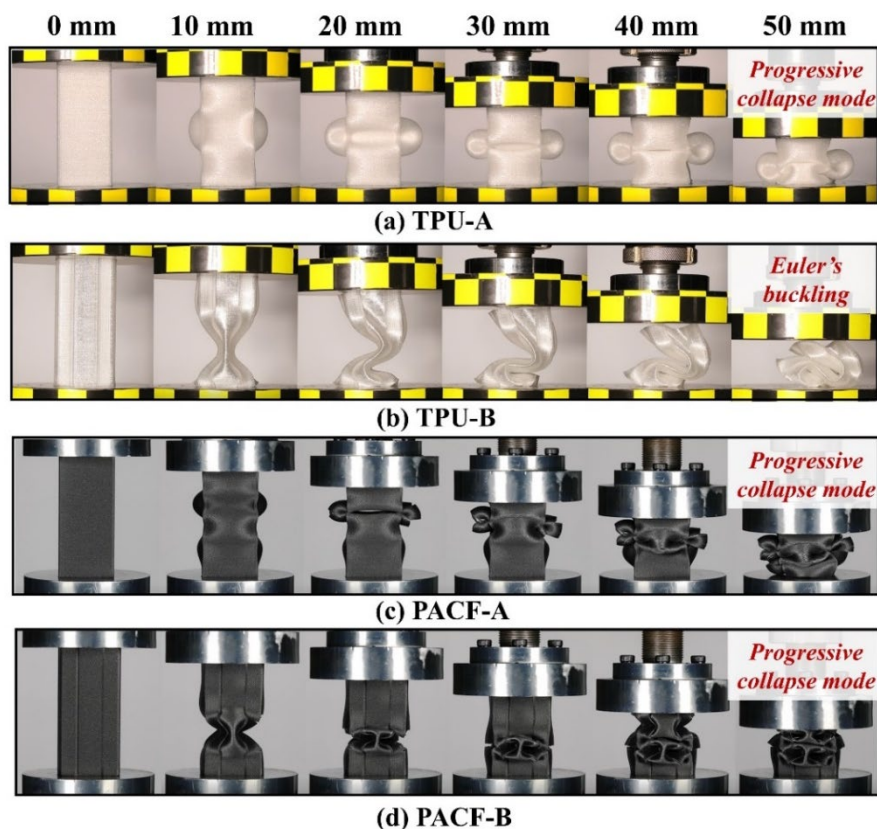 0 mm 10 mm 20 mm 30 mm 40 mm 50 mm
Progressive
collapse mode
(a) TPU-A
Euler's
buckling
(b) TPU-B
Progressive
collapse mode
(c) PACF-A
Progressive
collapse mode
(d) PACF-B